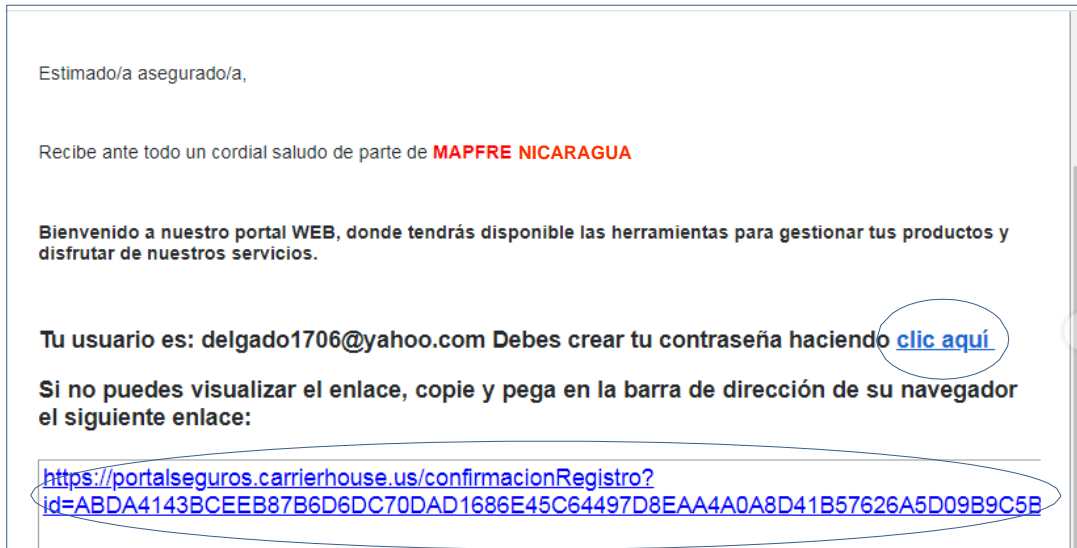 Estimado/a asegurado/a,
Recibe ante todo un cordial saludo de parte de MAPFRE NICARAGUA
Bienvenido a nuestro portal WEB, donde tendrás disponible las herramientas para gestionar tus productos y
disfrutar de nuestros servicios.
Tu usuario es: delgado1706@yahoo.com Debes crear tu contraseña haciendo clic aquí
Si no puedes visualizar el enlace, copie y pega en la barra de dirección de su navegador
el siguiente enlace:
https://portalseguros.carrierhouse.us/confirmacionRegistro?
id=ABDA4143BCEEB87B6D6DC70DAD1686E45C64497D8EAA4A0A8D41B57626A5D09B9C5B